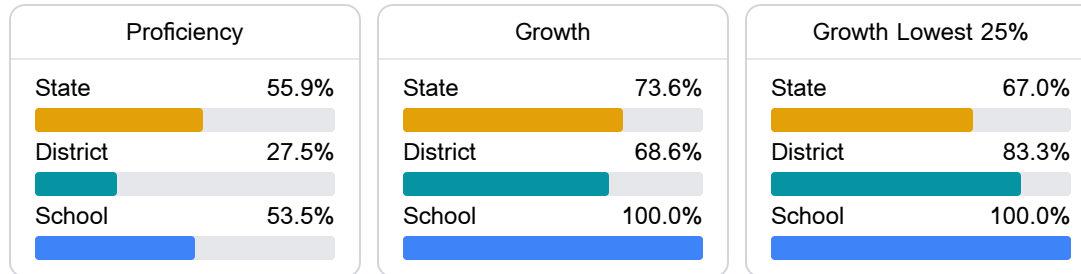 Proficiency
State 55.9%
District 27.5%
School 53.5%
Growth
State 73.6%
District 68.6%
School 100.0%
Growth Lowest 25%
State 67.0%
District 83.3%
School 100.0%